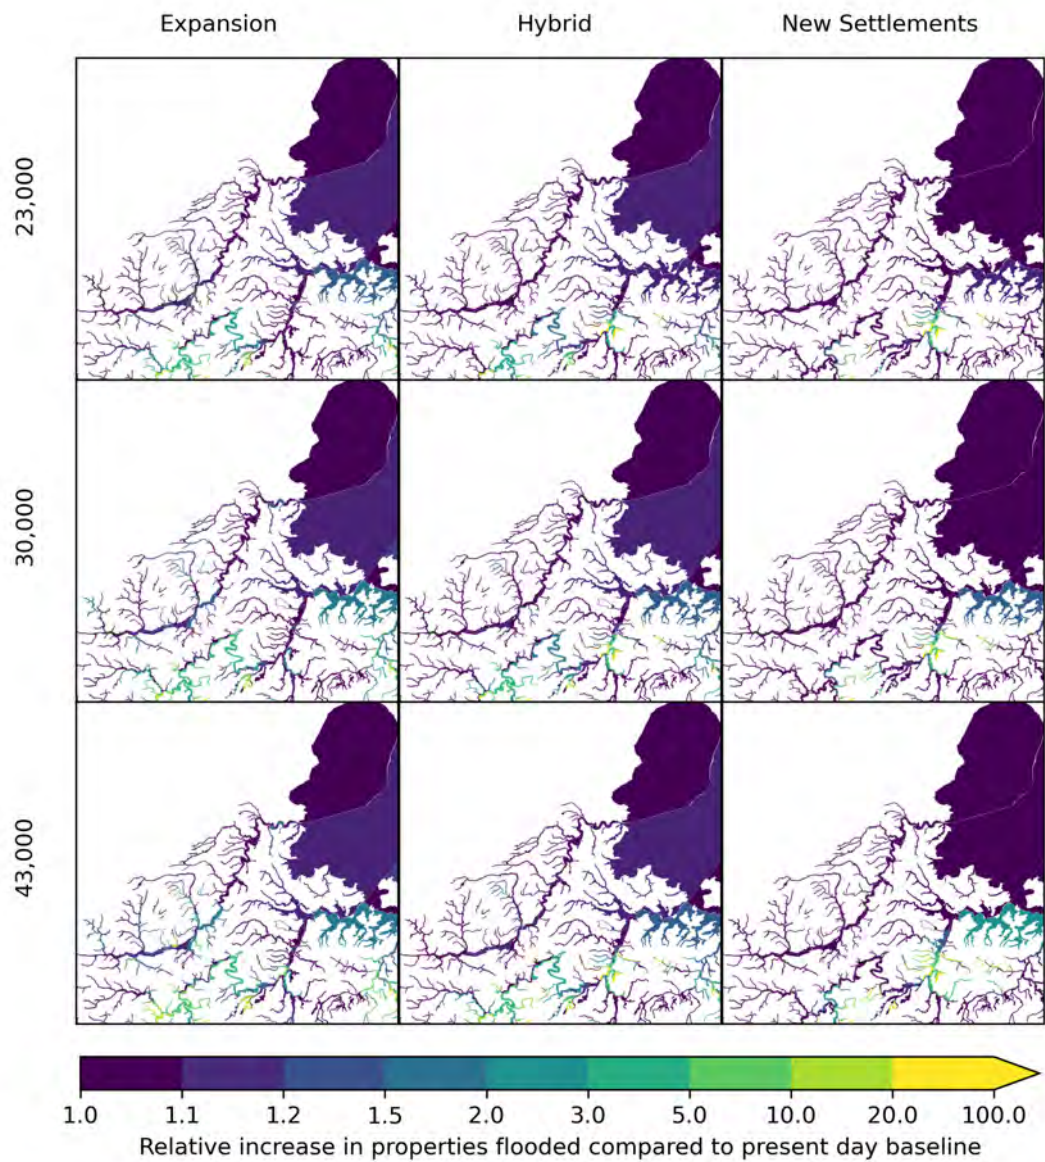 Expansion Hybrid New Settlements
23,000
30,000
43,000
1.0 1.1 1.2 1.5 2.0 3.0 5.0 10.0 20.0 100.0
Relative increase in properties flooded compared to present day baseline